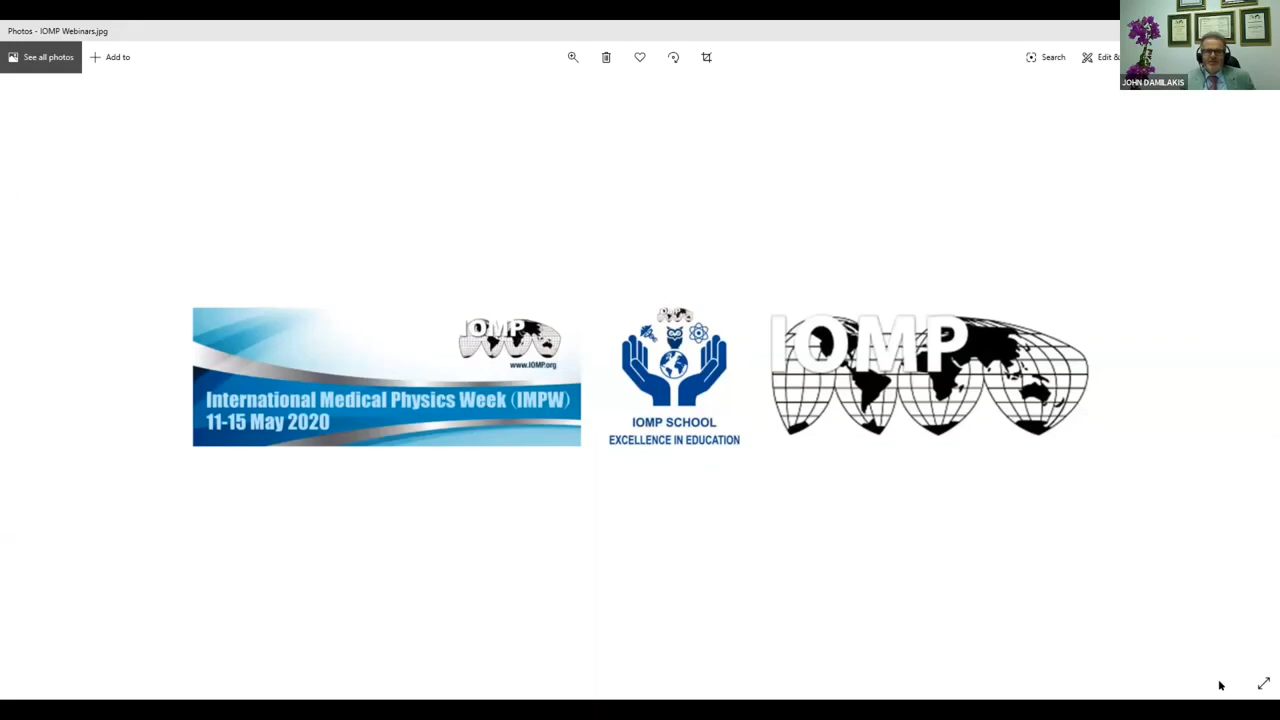 Photos - IOMP Webinars.jpg
See all photos
Add to
Search
Edit &
JOHN DAMILAKIS
IOMP
www.IOMP.org
International Medical Physics Week (IMPW)
11-15 May 2020
IOMP SCHOOL
EXCELLENCE IN EDUCATION
IOMP